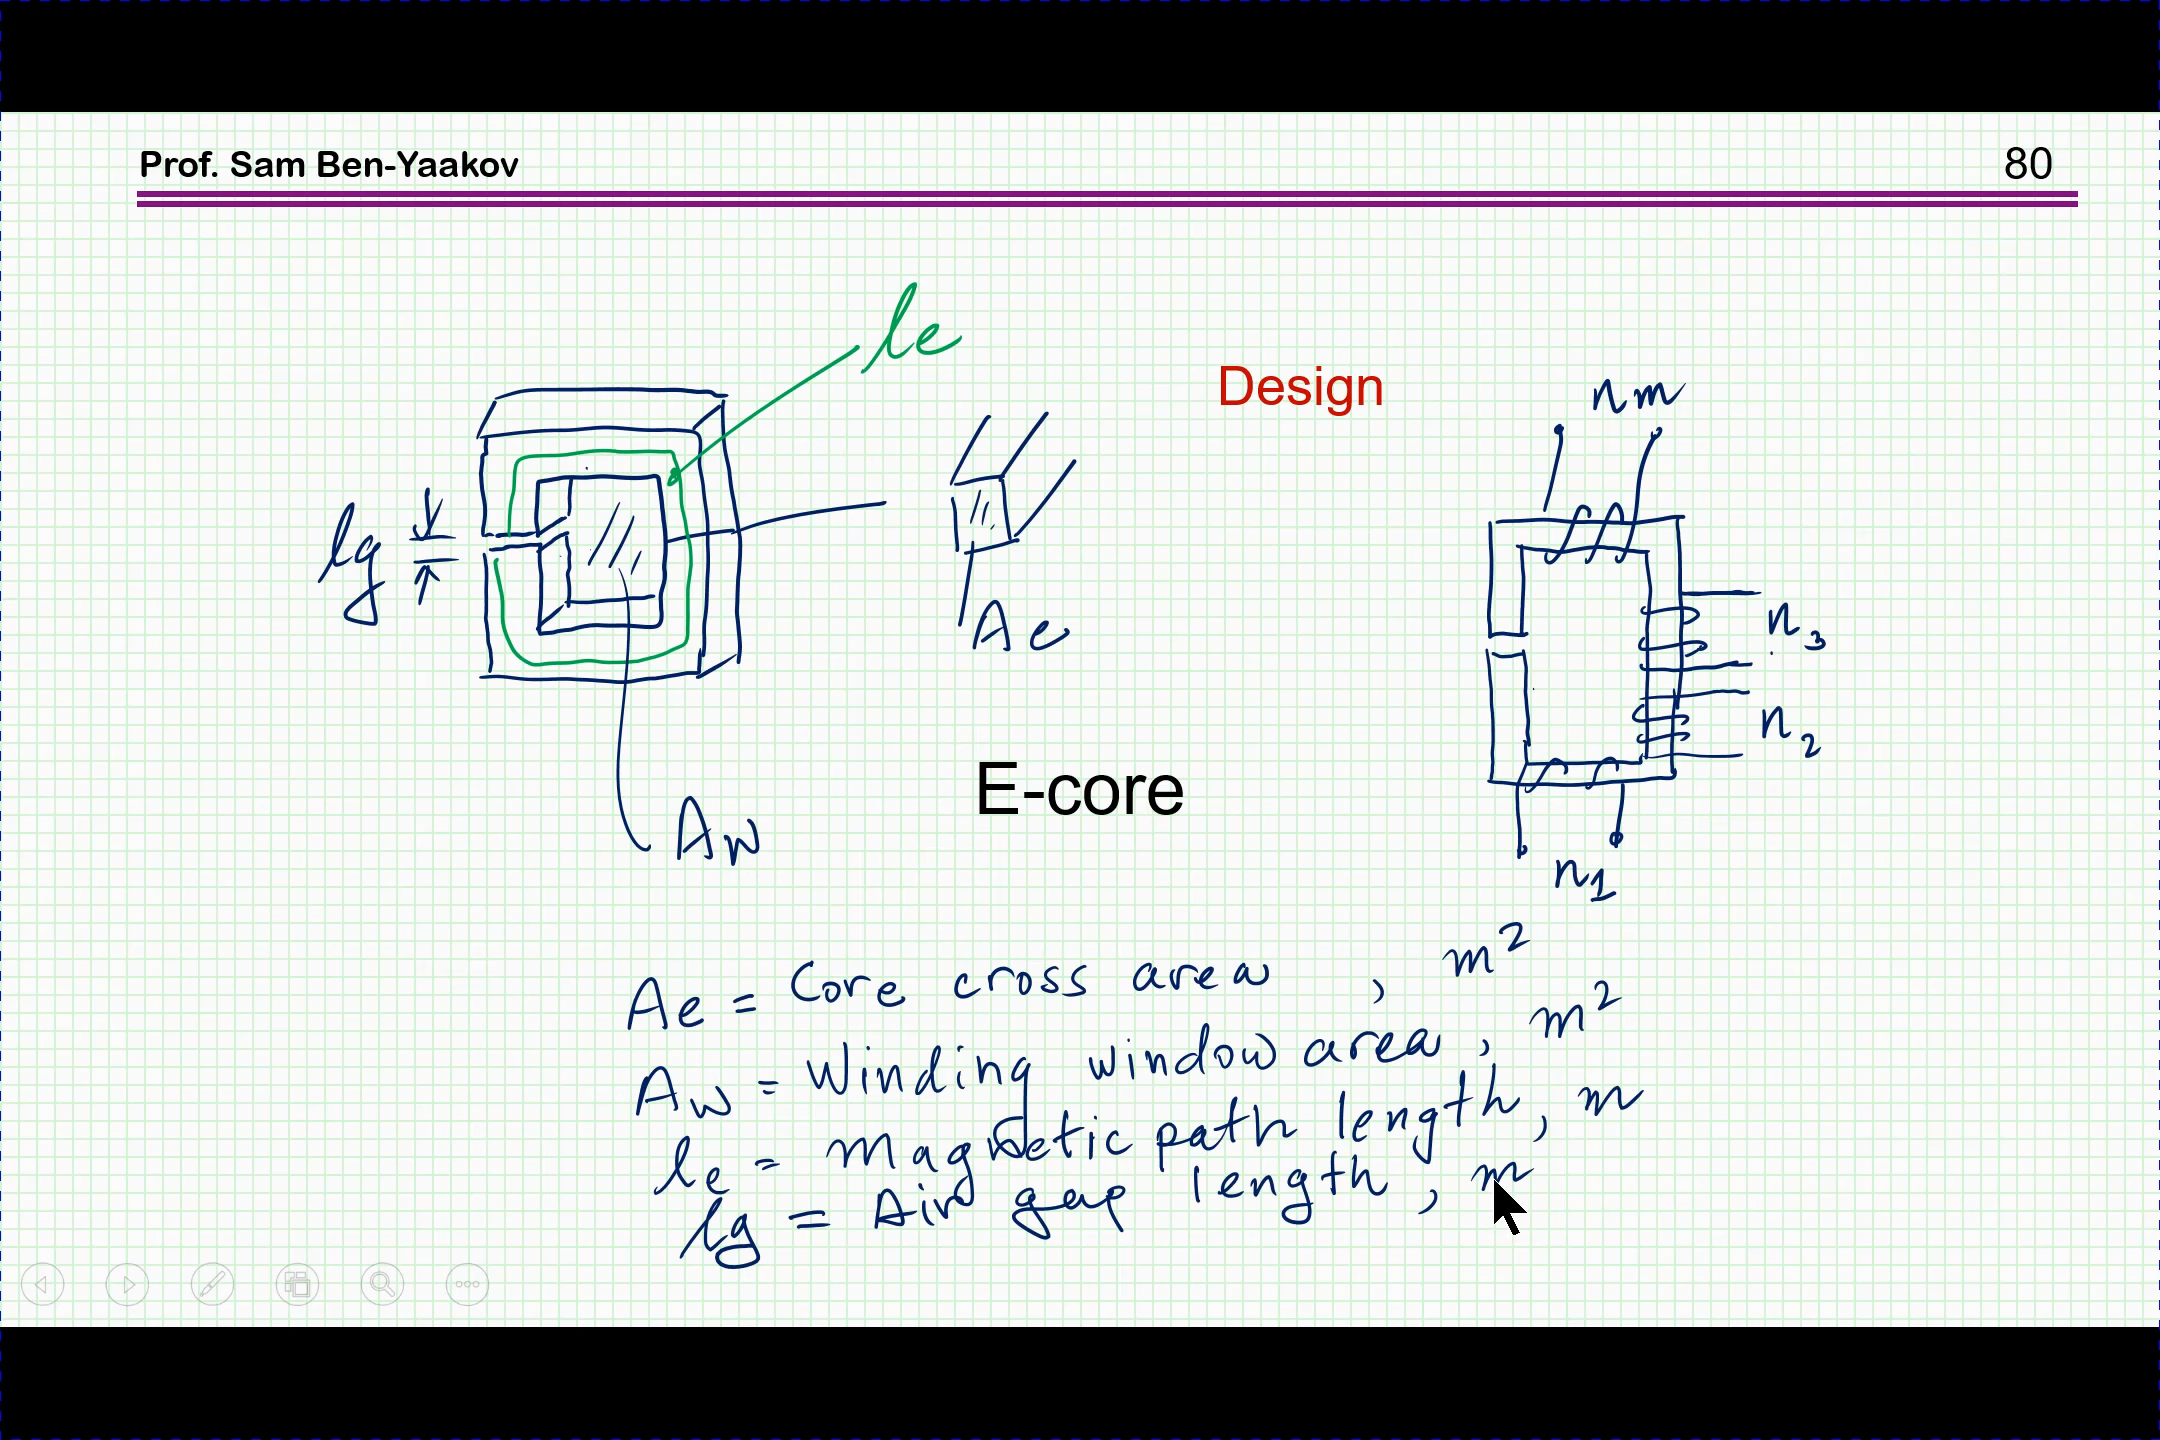 Prof. Sam Ben-Yaakov
80
le
Design
nm
lg
Ae
n3
n2
E-core
Aw
n1
Ae = Core cross area , m²
Aw = Winding window area , m²
le = Magnetic path length , m
lg = Air gap length , m